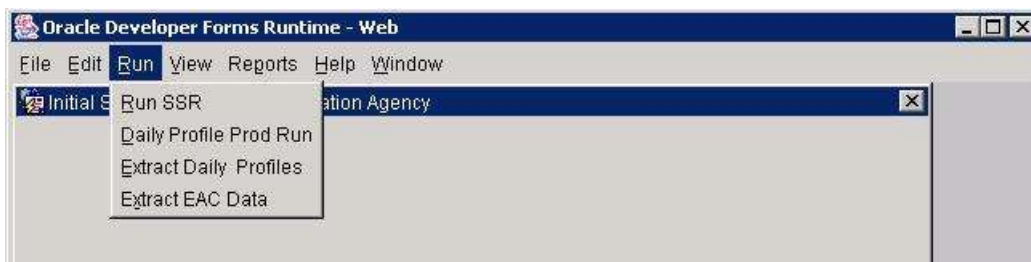 Oracle Developer Forms Runtime - Web
File Edit Run View Reports Help Window
Initial S ation Agency
Run SSR
Daily Profile Prod Run
Extract Daily Profiles
Extract EAC Data